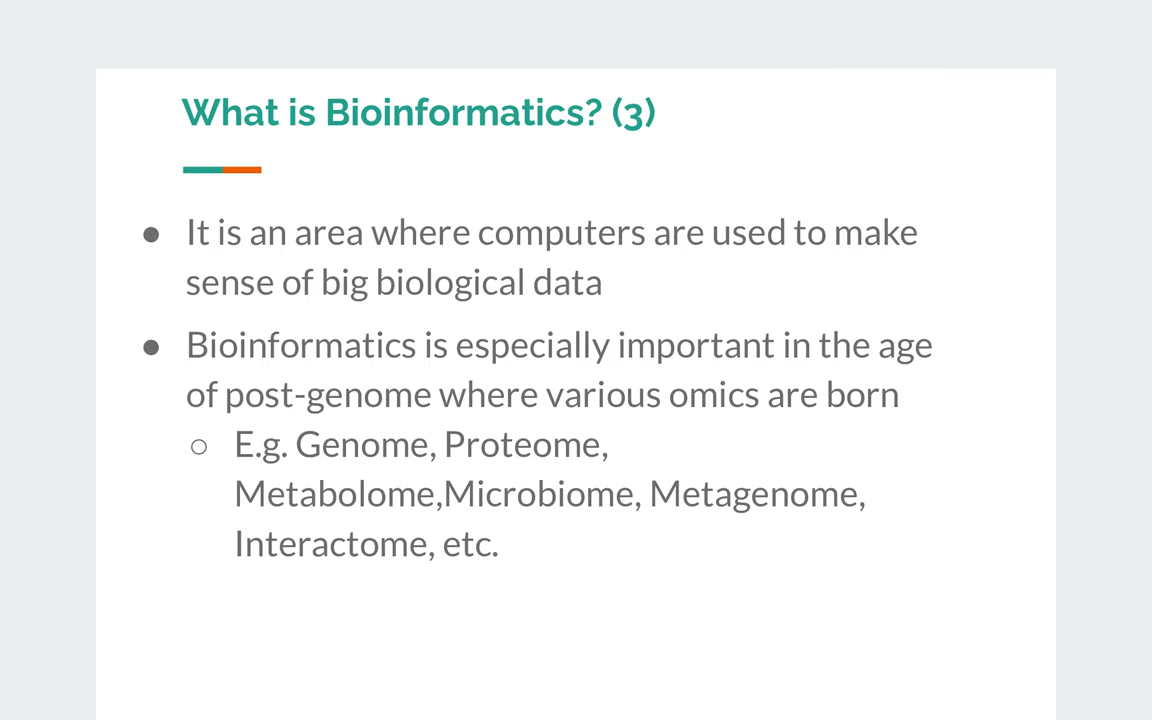 What is Bioinformatics? (3)
● It is an area where computers are used to make
sense of big biological data
● Bioinformatics is especially important in the age
of post-genome where various omics are born
○ E.g. Genome, Proteome,
Metabolome,Microbiome, Metagenome,
Interactome, etc.